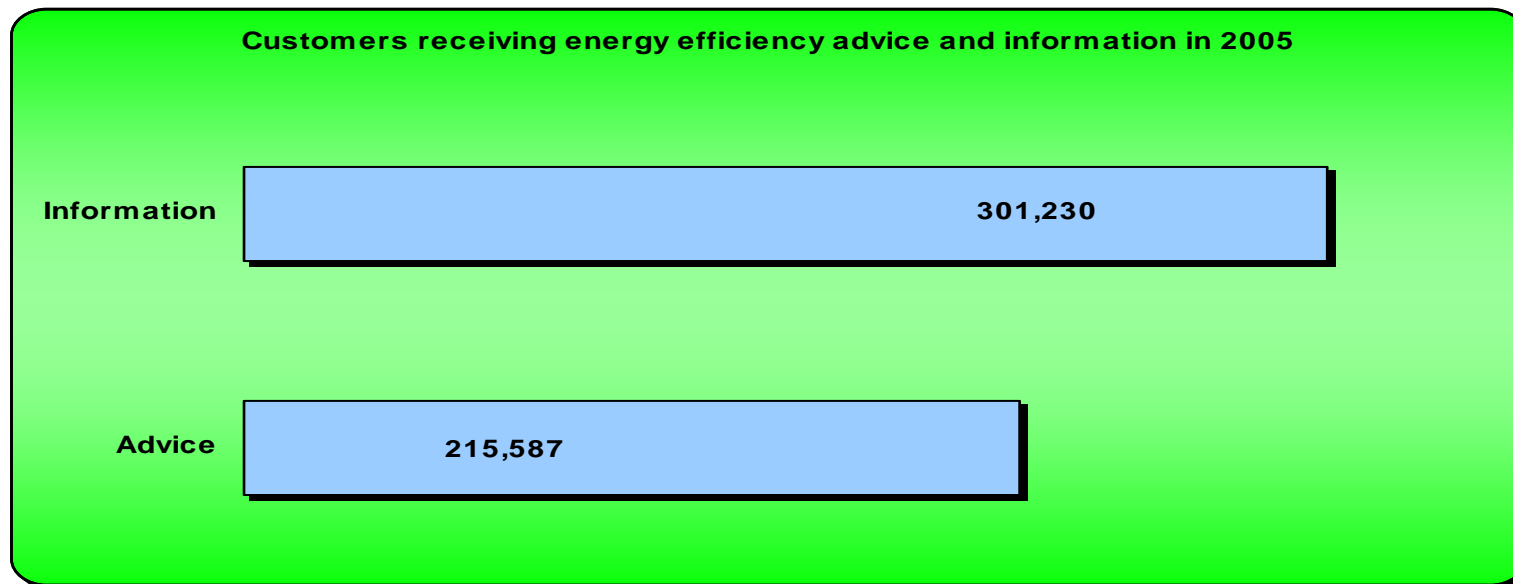 Customers receiving energy efficiency advice and information in 2005
Information
301,230
Advice
215,587